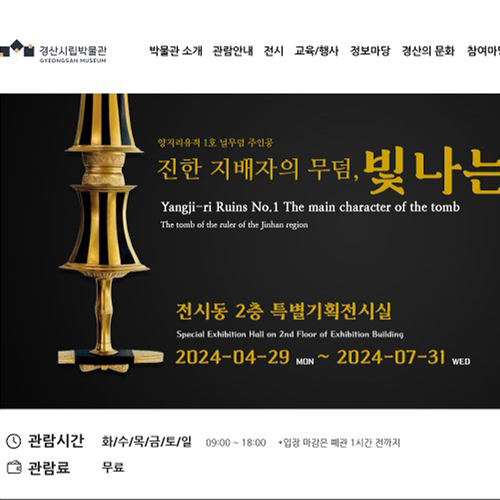 경산시립박물관
GYEONGSAN MUSEUM
박물관 소개 관람안내 전시 교육/행사 정보마당 경산의 문화 참여마당
양지리유적 1호 널무덤 주인공
진한 지배자의 무덤, 빛나는
Yangji-ri Ruins No.1 The main character of the tomb
The tomb of the ruler of the Jinhan region
전시동 2층 특별기획전시실
Special Exhibition Hall on 2nd Floor of Exhibition Building
2024-04-29 MON ~ 2024-07-31 WED
관람시간 화/수/목/금/토/일 09:00 ~ 18:00 *입장 마감은 폐관 1시간 전까지
관람료 무료